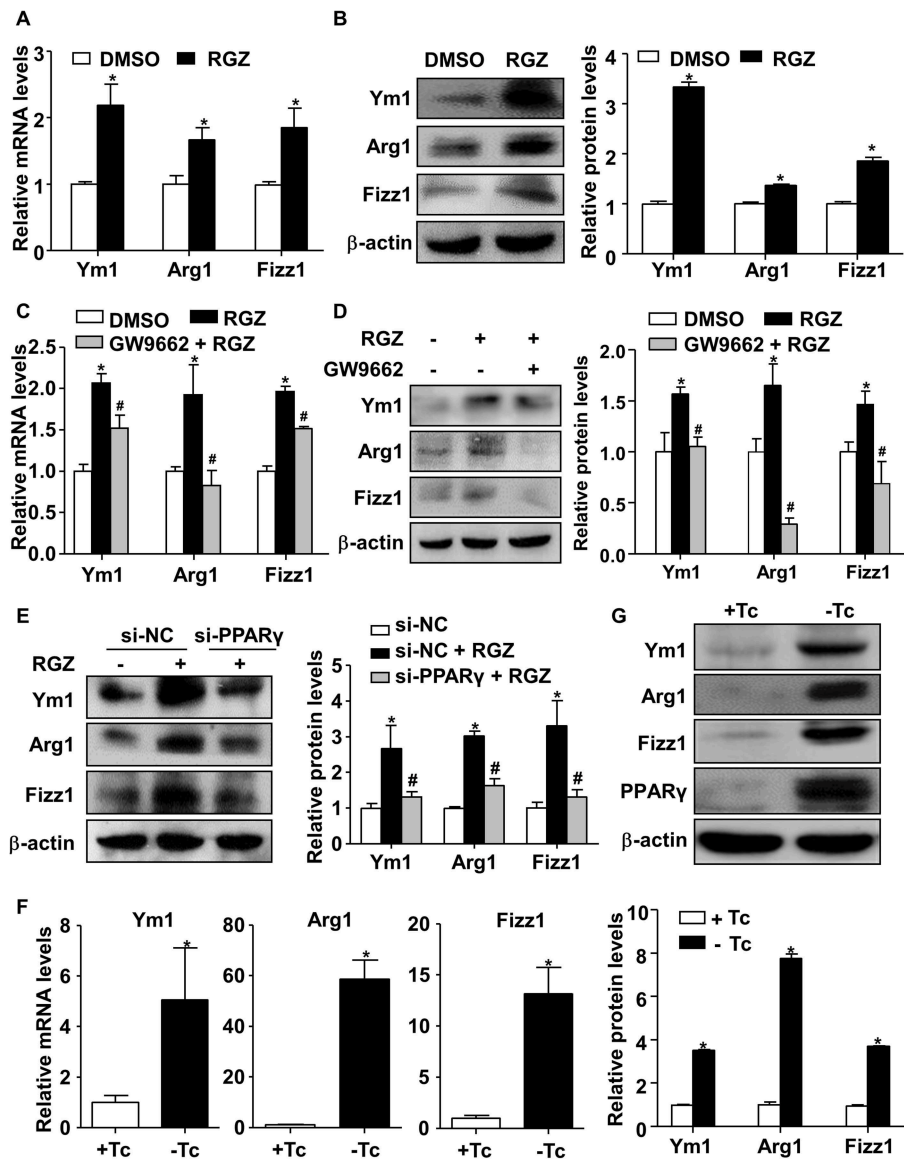 A
DMSO RGZ
Relative mRNA levels
3
2
1
0
* * *
Ym1 Arg1 Fizz1
B
DMSO RGZ
Ym1
Arg1
Fizz1
β-actin
DMSO RGZ
Relative protein levels
4
3
2
1
0
* * *
Ym1 Arg1 Fizz1
C
DMSO RGZ
GW9662 + RGZ
Relative mRNA levels
2.5
2.0
1.5
1.0
0.5
0.0
* # * # * #
Ym1 Arg1 Fizz1
D
RGZ - + +
GW9662 - - +
Ym1
Arg1
Fizz1
β-actin
DMSO RGZ
GW9662 + RGZ
Relative protein levels
2.0
1.5
1.0
0.5
0.0
* # * # * #
Ym1 Arg1 Fizz1
E
si-NC si-PPARγ
RGZ - + +
Ym1
Arg1
Fizz1
β-actin
si-NC
si-NC + RGZ
si-PPARγ + RGZ
Relative protein levels
5
4
3
2
1
0
* # * # * #
Ym1 Arg1 Fizz1
G
+Tc -Tc
Ym1
Arg1
Fizz1
PPARγ
β-actin
F
Ym1
Relative mRNA levels
8
6
4
2
0
*
+Tc -Tc
Arg1
80
60
40
20
0
*
+Tc -Tc
Fizz1
20
15
10
5
0
*
+Tc -Tc
+ Tc
- Tc
Relative protein levels
10
8
6
4
2
0
* * *
Ym1 Arg1 Fizz1